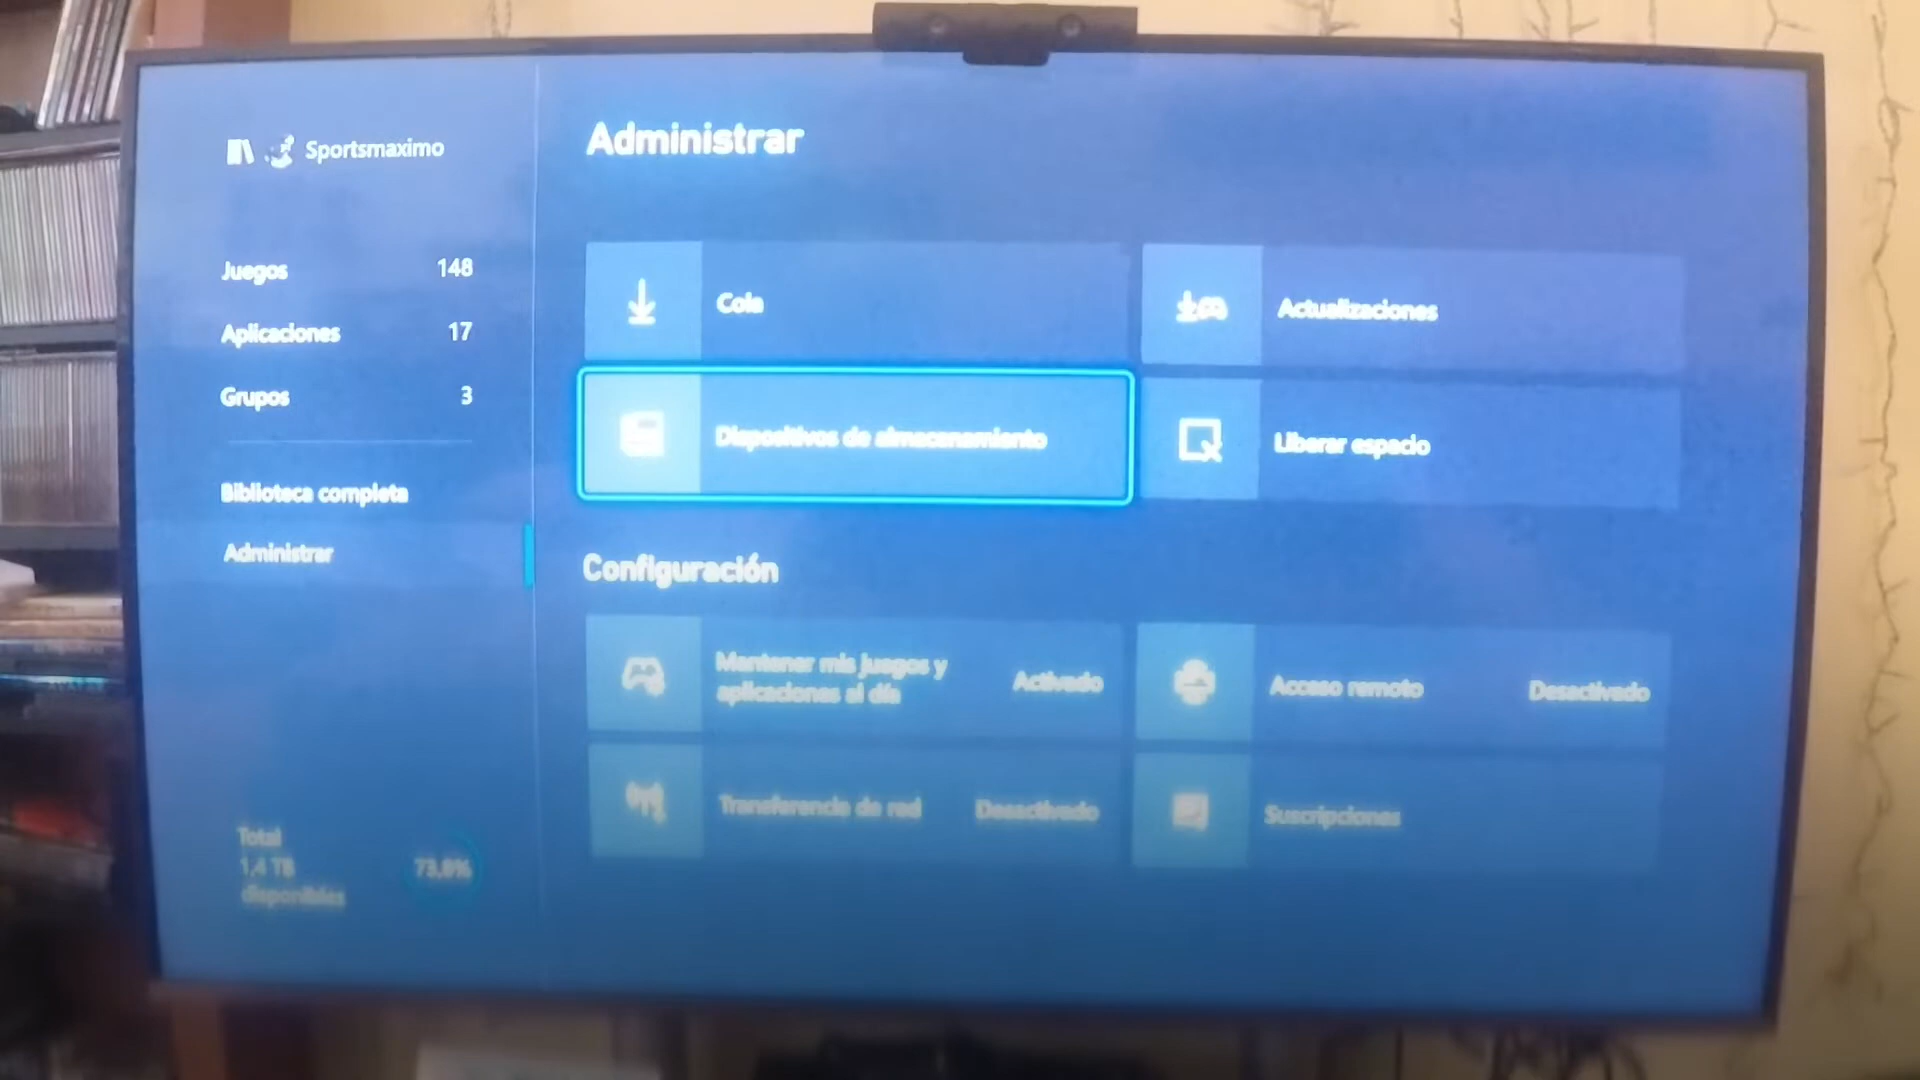 Sportsmaximo
Juegos 148
Aplicaciones 17
Grupos 3
Biblioteca completa
Administrar
Total
1,4 TB
disponibles
73,8%
Administrar
Cola
Actualizaciones
Dispositivos de almacenamiento
Liberar espacio
Configuración
Mantener mis juegos y
aplicaciones al día
Activado
Acceso remoto
Desactivado
Transferencia de red
Desactivado
Suscripciones